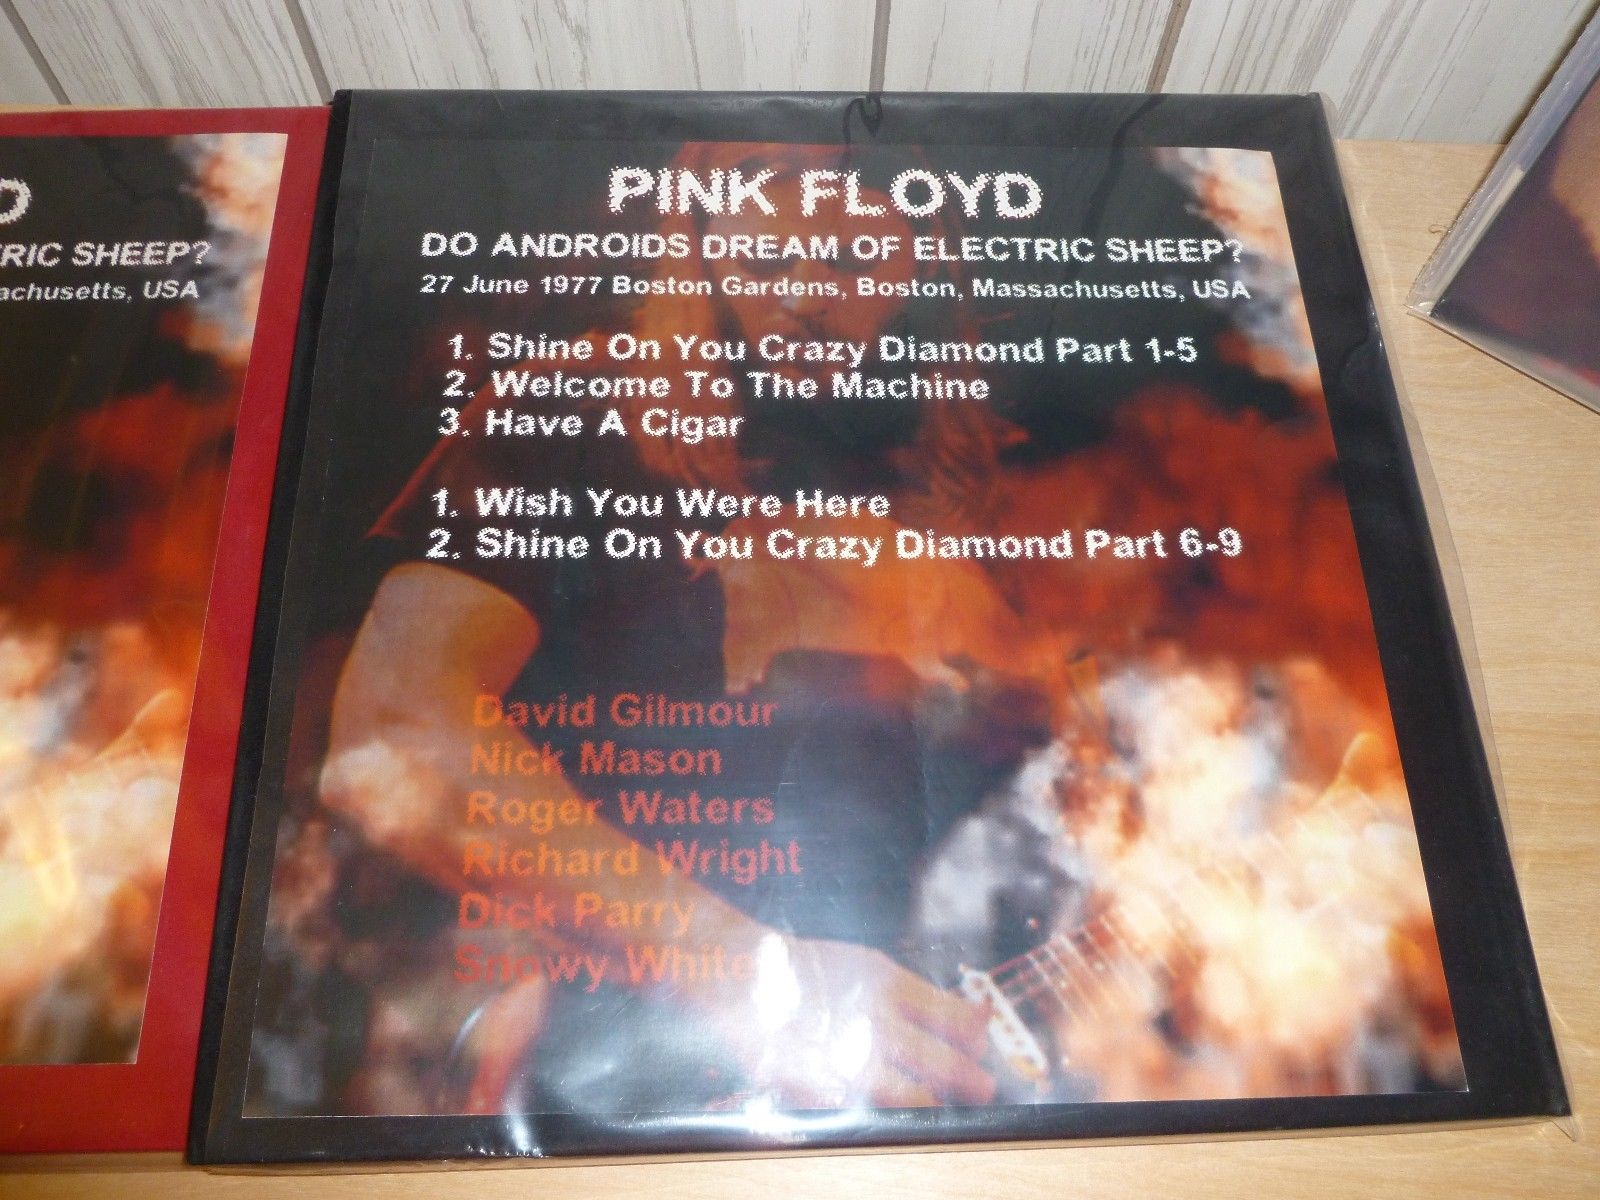 D
RIC SHEEP?
achusetts, USA
PINK FLOYD
DO ANDROIDS DREAM OF ELECTRIC SHEEP?
27 June 1977 Boston Gardens, Boston, Massachusetts, USA
1. Shine On You Crazy Diamond Part 1-5
2. Welcome To The Machine
3. Have A Cigar
1. Wish You Were Here
2. Shine On You Crazy Diamond Part 6-9
David Gilmour
Nick Mason
Roger Waters
Richard Wright
Dick Parry
Snowy White